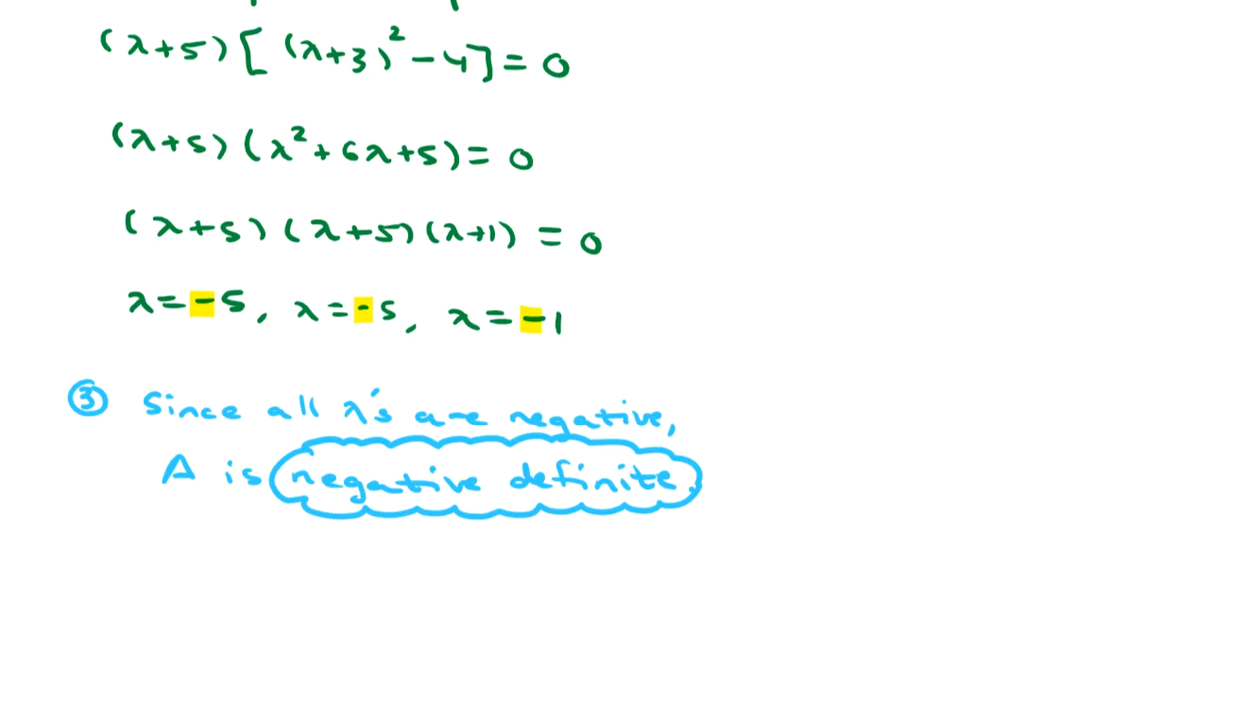 (λ+5)[(λ+3)²-4]=0
(λ+5)(λ²+6λ+5)=0
(λ+5)(λ+5)(λ+1)=0
λ=-5, λ=-5, λ=-1
③ Since all λ's are negative,
A is negative definite.